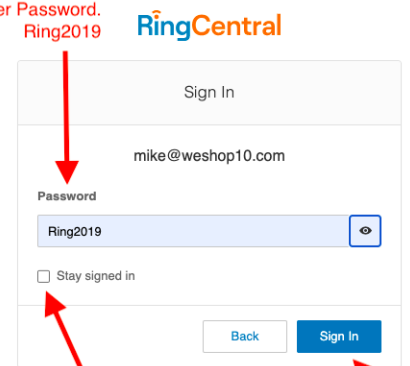 er Password.
Ring2019
RingCentral
Sign In
mike@weshop10.com
Password
Ring2019
Stay signed in
Back
Sign In